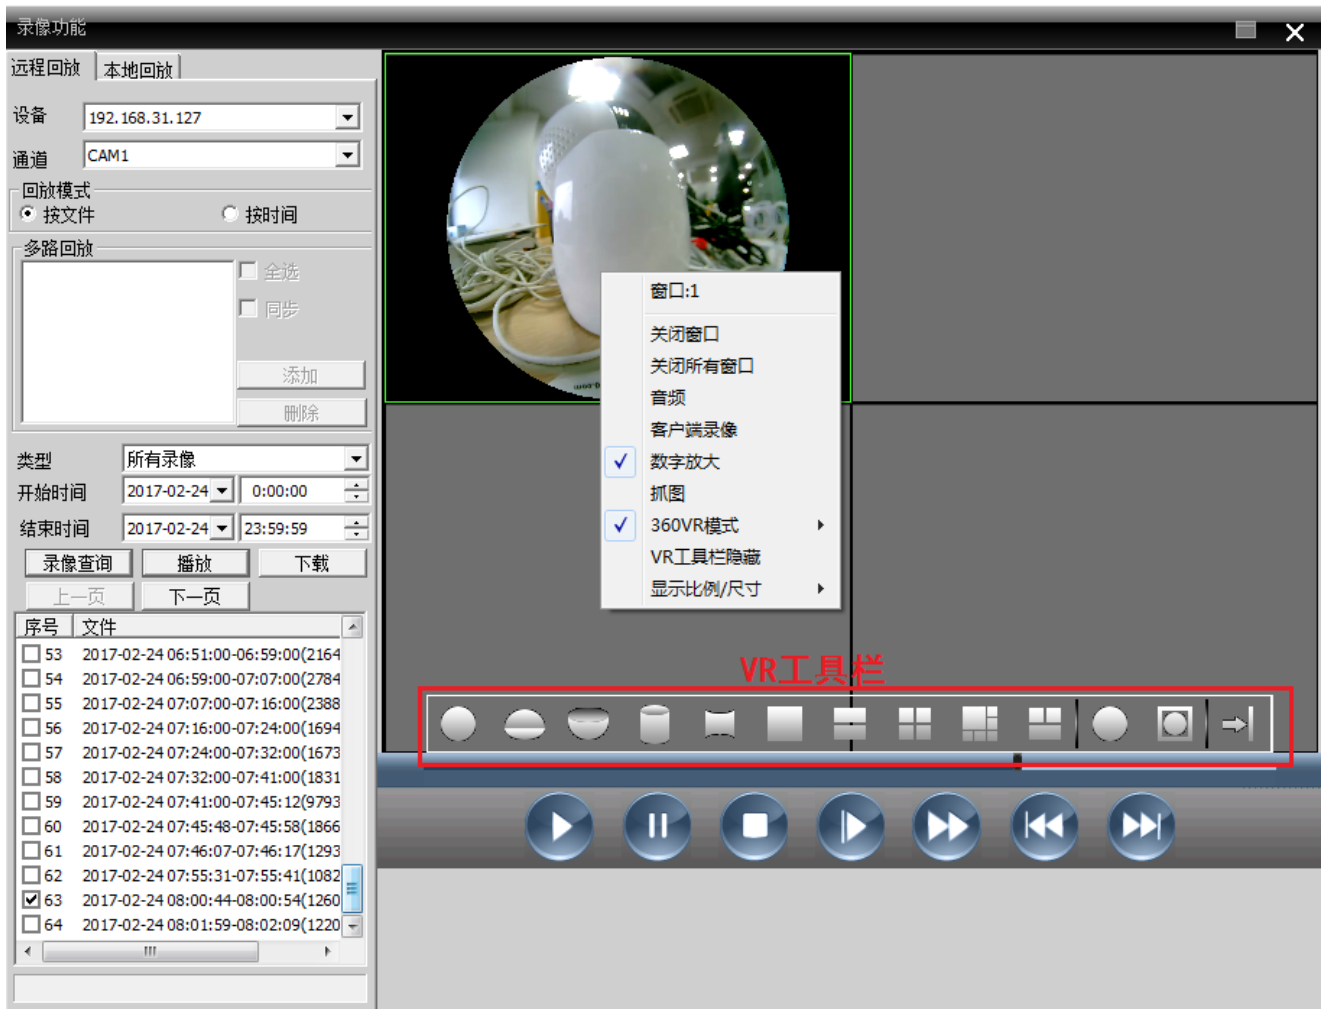 录像功能
远程回放
本地回放
设备
192.168.31.127
通道
CAM1
回放模式
按文件
按时间
多路回放
全选
同步
添加
删除
类型
所有录像
开始时间
2017-02-24
0:00:00
结束时间
2017-02-24
23:59:59
录像查询
播放
下载
上一页
下一页
序号
文件
53 2017-02-24 06:51:00-06:59:00(2164
54 2017-02-24 06:59:00-07:07:00(2784
55 2017-02-24 07:07:00-07:16:00(2388
56 2017-02-24 07:16:00-07:24:00(1694
57 2017-02-24 07:24:00-07:32:00(1673
58 2017-02-24 07:32:00-07:41:00(1831
59 2017-02-24 07:41:00-07:45:12(9793
60 2017-02-24 07:45:48-07:45:58(1866
61 2017-02-24 07:46:07-07:46:17(1293
62 2017-02-24 07:55:31-07:55:41(1082
63 2017-02-24 08:00:44-08:00:54(1260
64 2017-02-24 08:01:59-08:02:09(1220
窗口:1
关闭窗口
关闭所有窗口
音频
客户端录像
数字放大
抓图
360VR模式
VR工具栏隐藏
显示比例/尺寸
VR工具栏